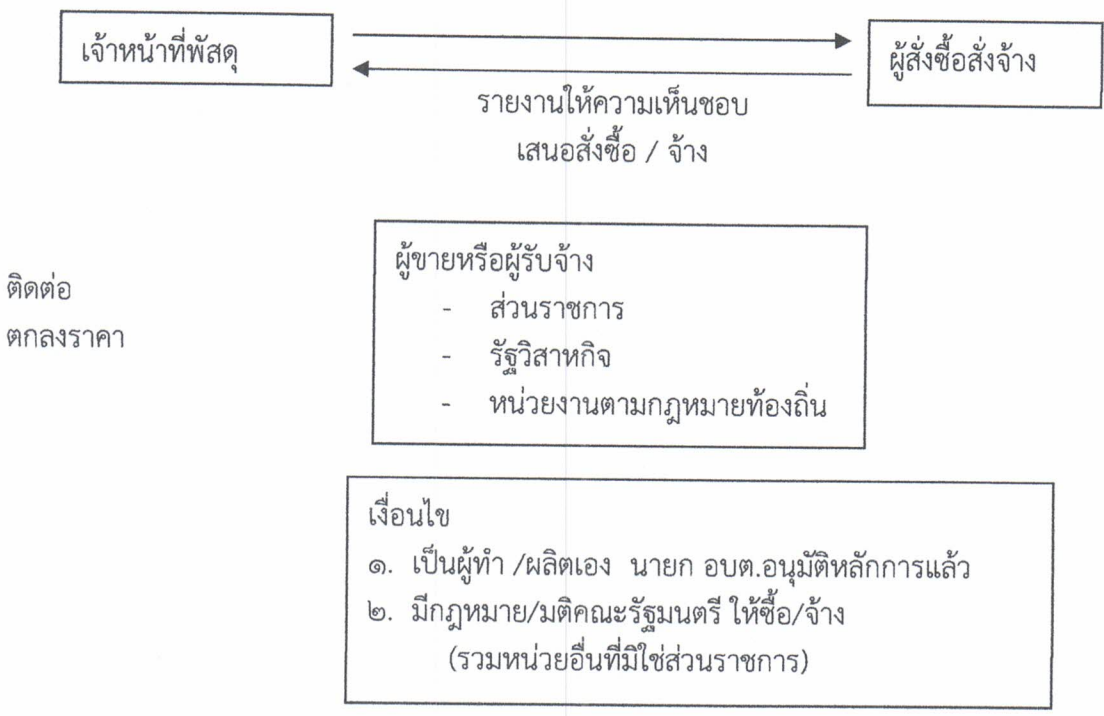 เจ้าหน้าที่พัสดุ
ผู้สั่งซื้อสั่งจ้าง
รายงานให้ความเห็นชอบ
เสนอสั่งซื้อ / จ้าง
ติดต่อ
ตกลงราคา
ผู้ขายหรือผู้รับจ้าง
- ส่วนราชการ
- รัฐวิสาหกิจ
- หน่วยงานตามกฎหมายท้องถิ่น
เงื่อนไข
๑. เป็นผู้ทำ /ผลิตเอง นายก อบต.อนุมัติหลักการแล้ว
๒. มีกฎหมาย/มติคณะรัฐมนตรี ให้ซื้อ/จ้าง
(รวมหน่วยอื่นที่มิใช่ส่วนราชการ)